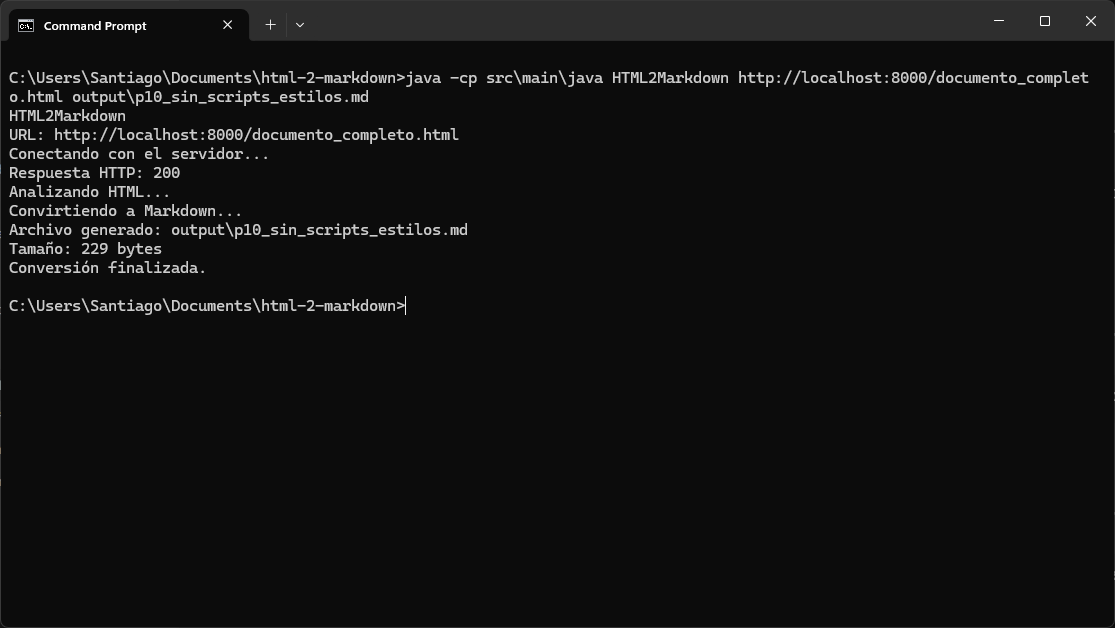 Command Prompt
C:\Users\Santiago\Documents\html-2-markdown>java -cp src\main\java HTML2Markdown http://localhost:8000/documento_complet
o.html output\p10_sin_scripts_estilos.md
HTML2Markdown
URL: http://localhost:8000/documento_completo.html
Conectando con el servidor...
Respuesta HTTP: 200
Analizando HTML...
Convirtiendo a Markdown...
Archivo generado: output\p10_sin_scripts_estilos.md
Tamaño: 229 bytes
Conversión finalizada.
C:\Users\Santiago\Documents\html-2-markdown>